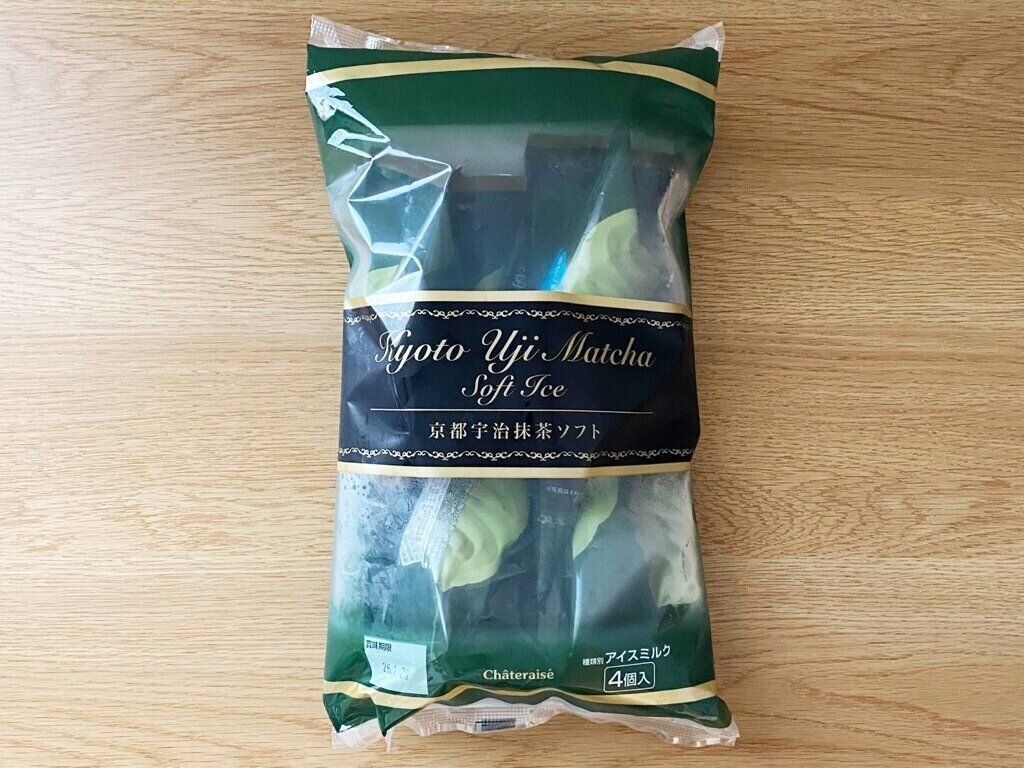 Kyoto Uji Matcha
Soft Ice
京都宇治抹茶ソフト
賞味期限
Châteraisé
種類別 アイスミルク
4個入